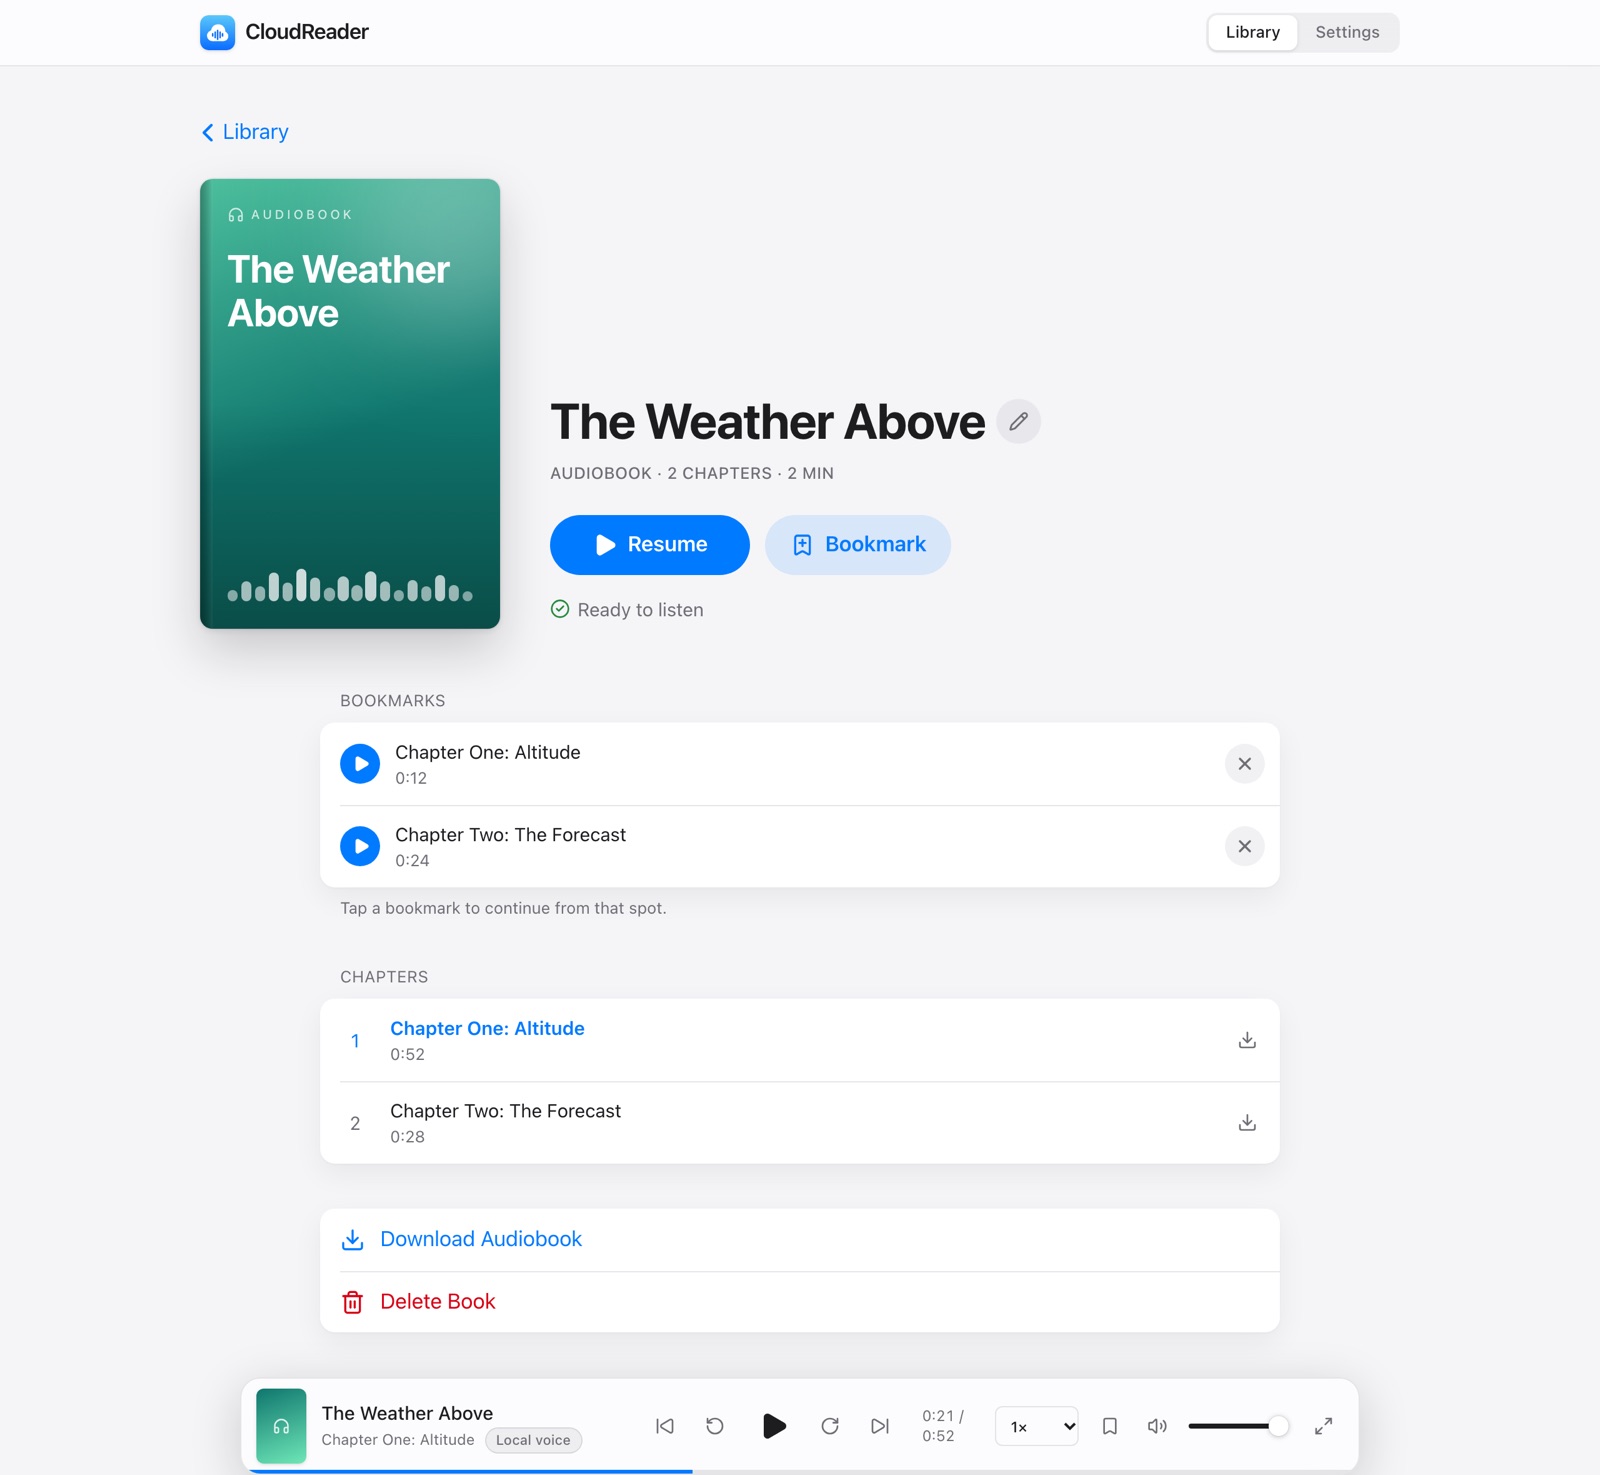 CloudReader
Library
Settings
Library
AUDIOBOOK
The Weather
Above
The Weather Above
AUDIOBOOK · 2 CHAPTERS · 2 MIN
Resume
Bookmark
Ready to listen
BOOKMARKS
Chapter One: Altitude
0:12
Chapter Two: The Forecast
0:24
Tap a bookmark to continue from that spot.
CHAPTERS
1
Chapter One: Altitude
0:52
2
Chapter Two: The Forecast
0:28
Download Audiobook
Delete Book
The Weather Above
Chapter One: Altitude
Local voice
0:21 /
0:52
1×